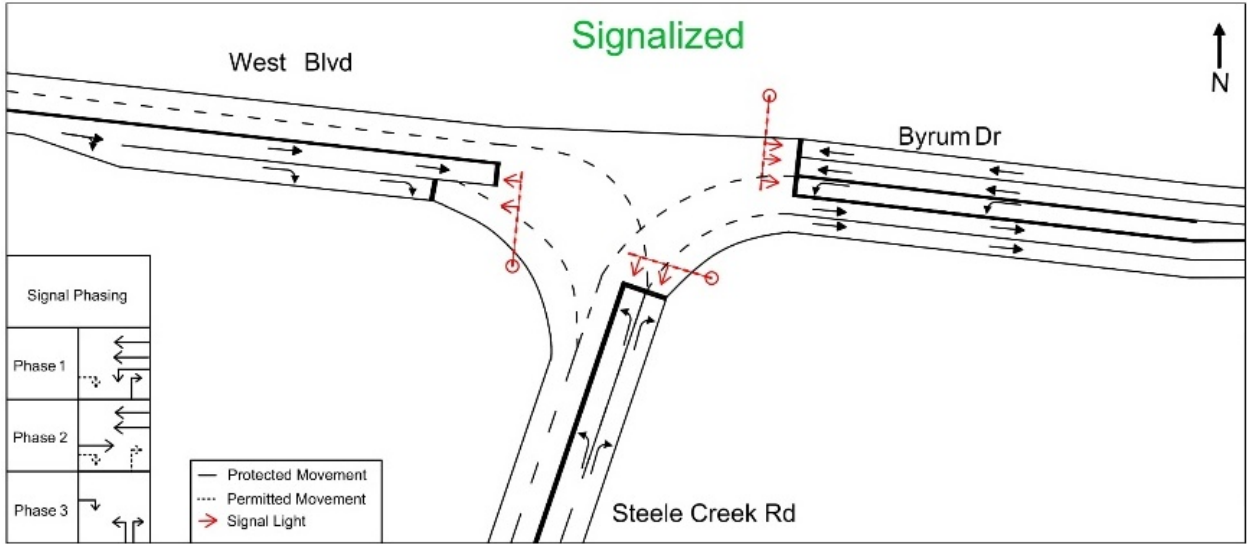 Signalized
West Blvd
N
Byrum Dr
Signal Phasing
Phase 1
Phase 2
Phase 3
Protected Movement
Permitted Movement
Signal Light
Steele Creek Rd